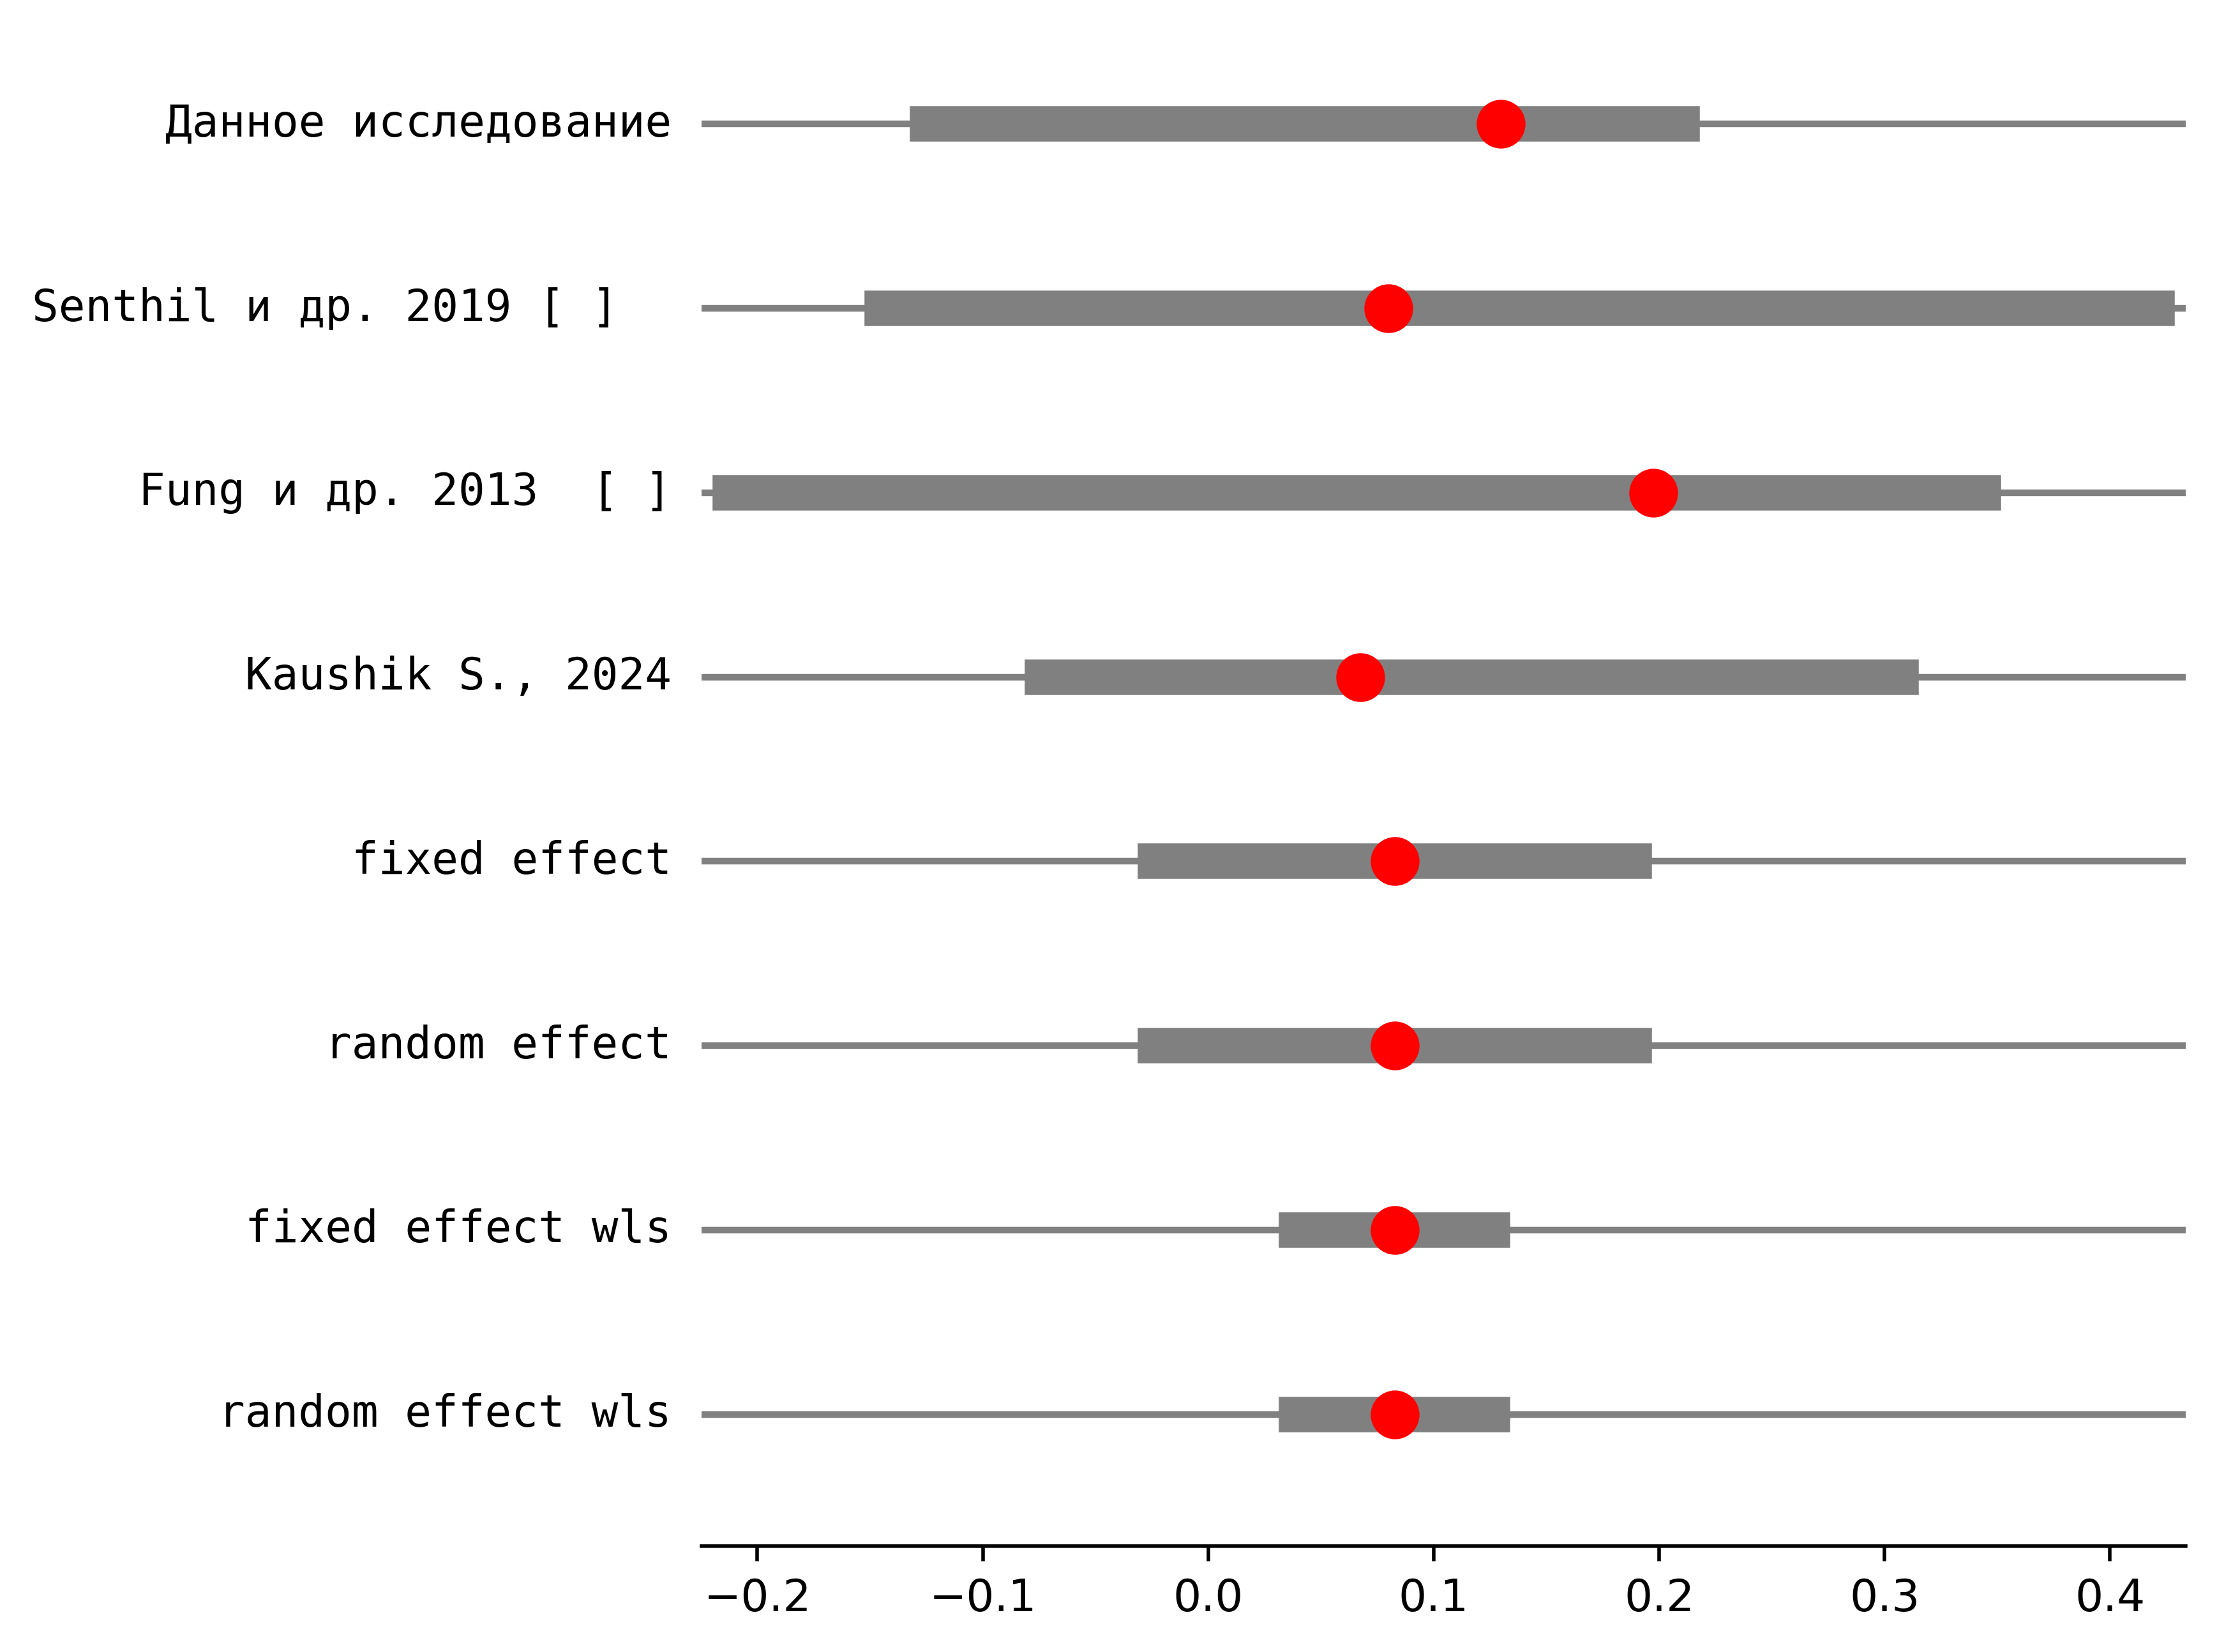 Данное исследование
Senthil и др. 2019 [ ]
Fung и др. 2013  [ ]
Kaushik S., 2024
fixed effect
random effect
fixed effect wls
random effect wls
−0.2 −0.1 0.0 0.1 0.2 0.3 0.4